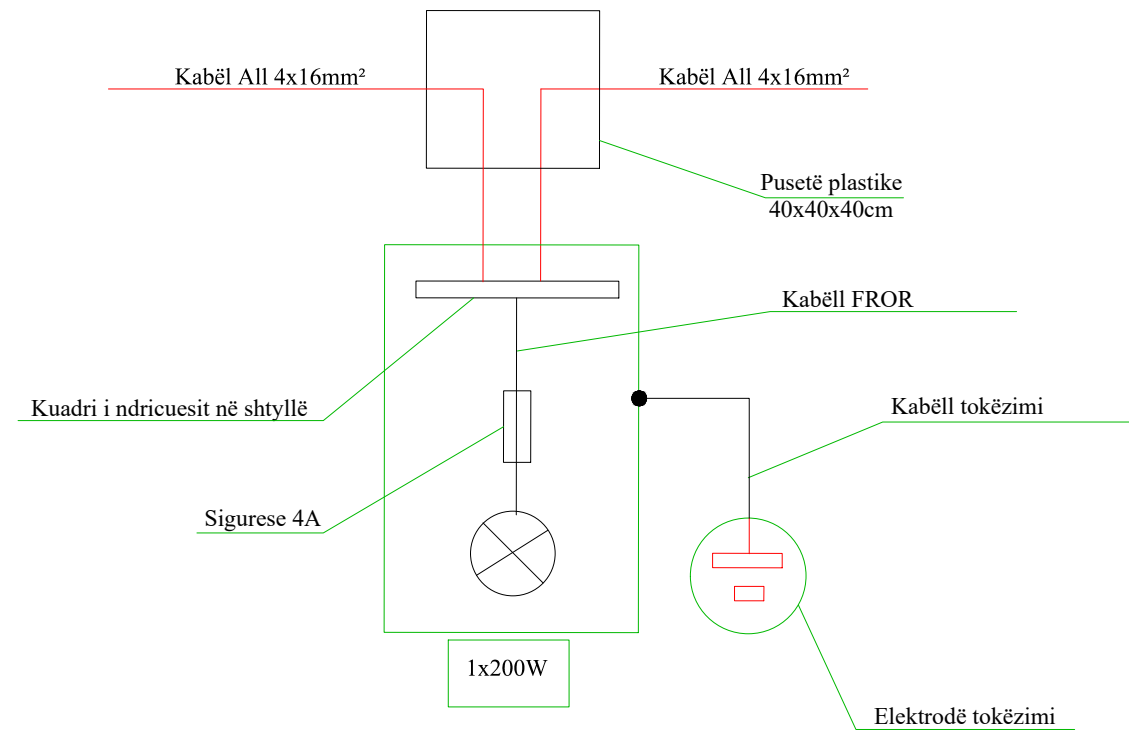 Kabël All 4x16mm²
Kabël All 4x16mm²
Pusetë plastike
40x40x40cm
Kabëll FROR
Kuadri i ndricuesit në shtyllë
Kabëll tokëzimi
Sigurese 4A
1x200W
Elektrodë tokëzimi